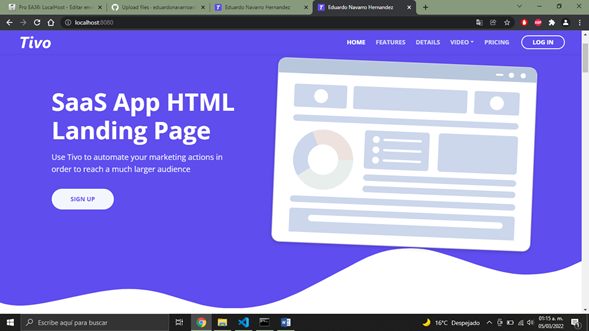 Pro EA36: LocalHost - Editar en
Upload files · eduardonavarro
Eduardo Navarro Hernandez
Eduardo Navarro Hernandez
localhost:8080
Tivo
HOME FEATURES DETAILS VIDEO PRICING LOG IN
SaaS App HTML
Landing Page
Use Tivo to automate your marketing actions in
order to reach a much larger audience
SIGN UP
Escribe aquí para buscar
16°C Despejado
01:15 a. m.
05/03/2022